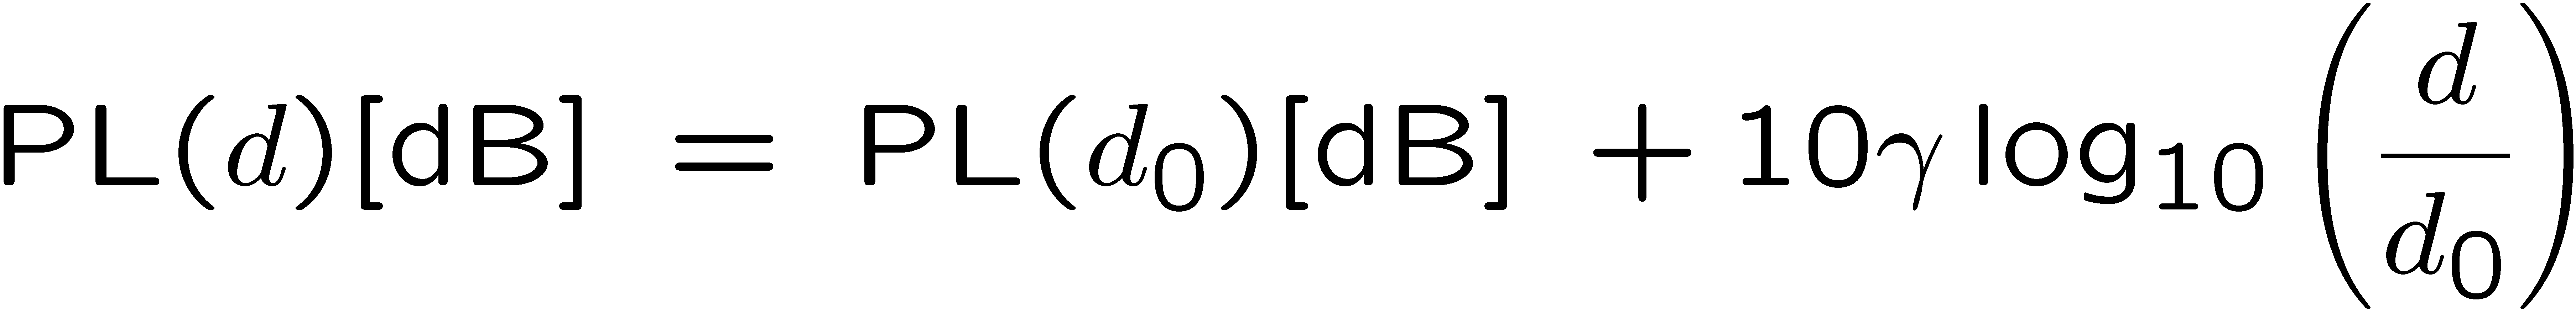 PL(d)[dB] = PL(d₀)[dB] + 10γ log₁₀ (d/d₀)